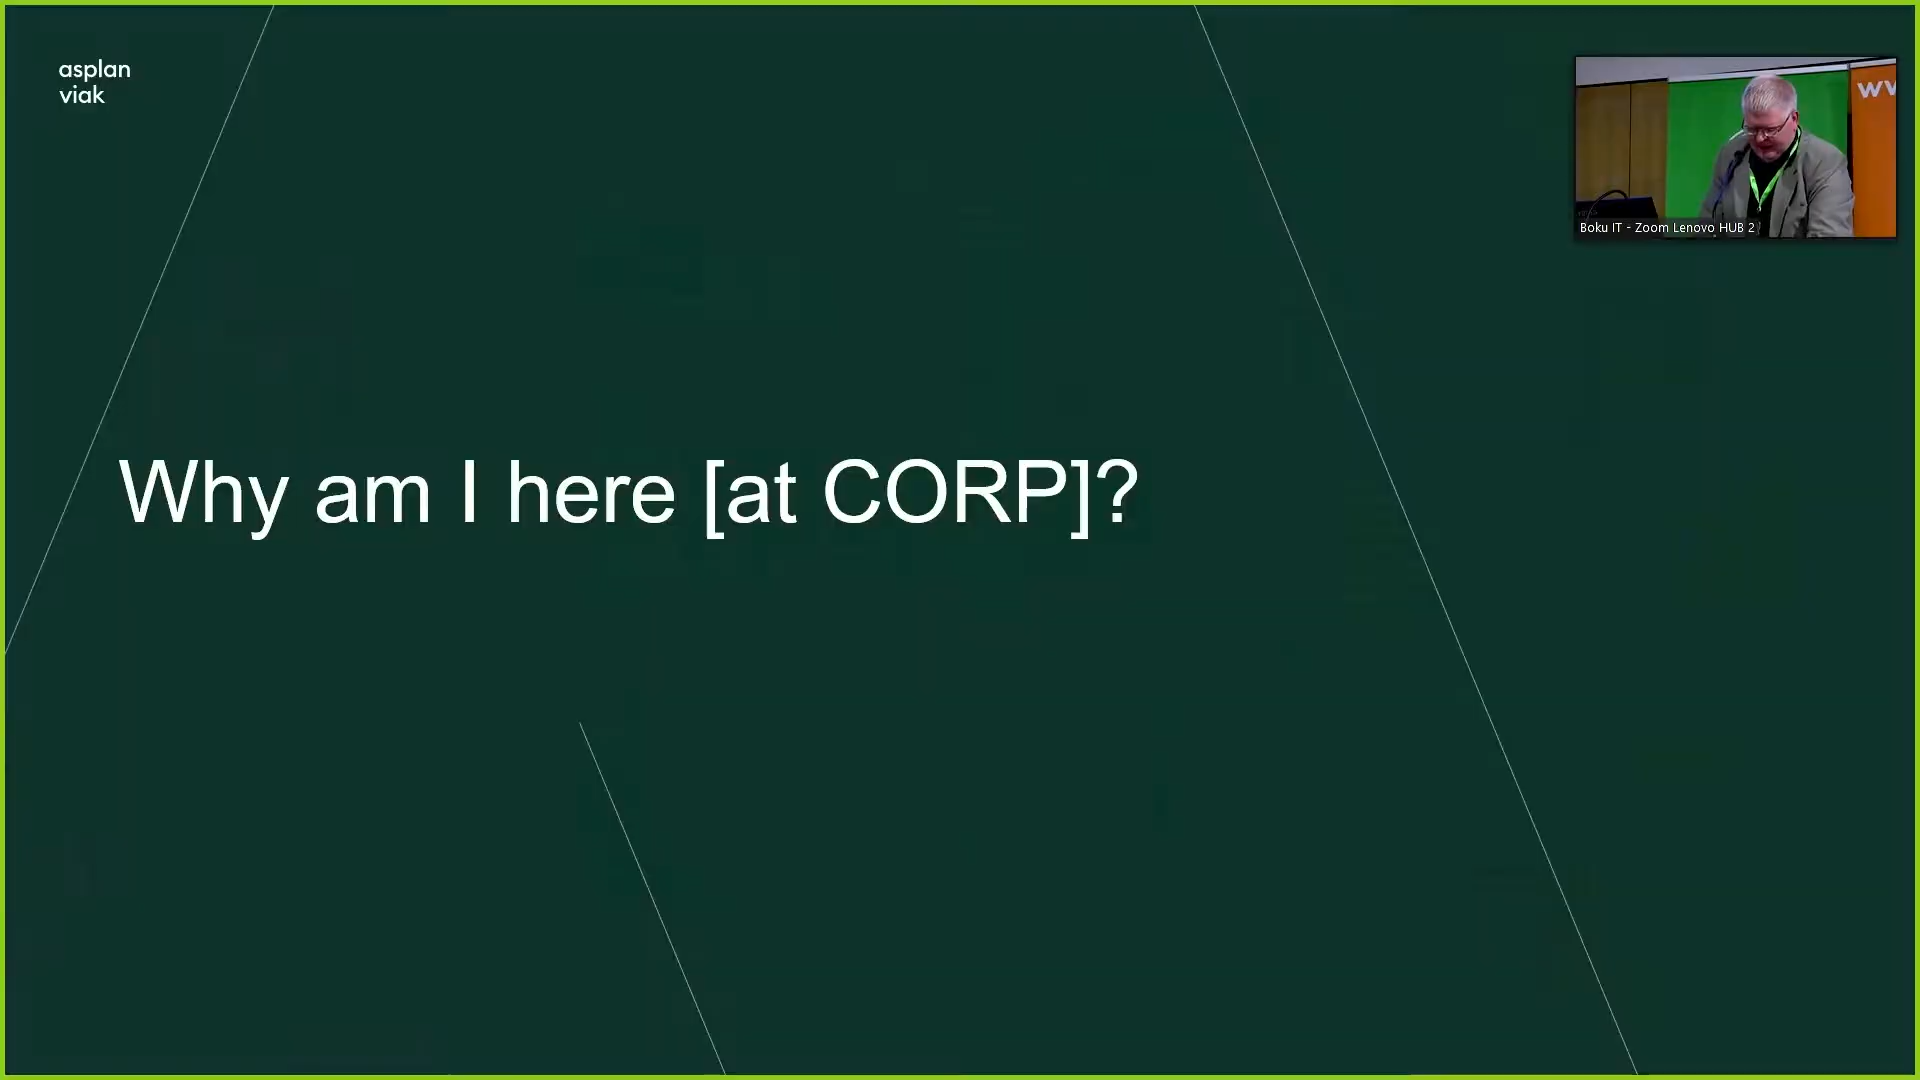 asplan
viak
Why am I here [at CORP]?
Boku IT - Zoom Lenovo HUB 2